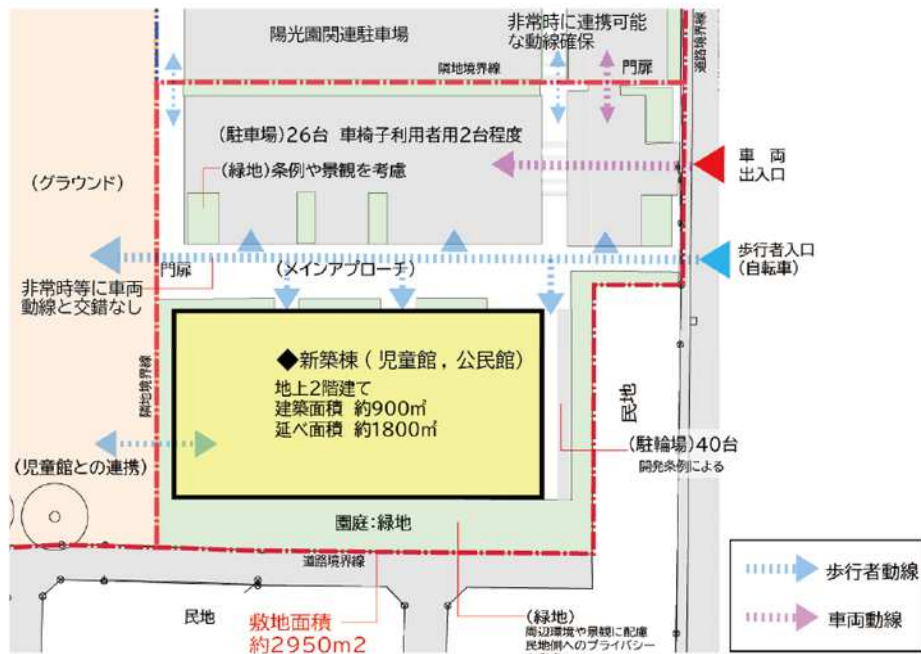 陽光園関連駐車場
非常時に連携可能
な動線確保
道路境界線
隣地境界線
門扉
(駐車場)26台 車椅子利用者用2台程度
車 両
出入口
(緑地)条例や景観を考慮
(グラウンド)
歩行者入口
(自転車)
門扉
(メインアプローチ)
非常時等に車両
動線と交錯なし
隣地境界線
◆新築棟(児童館,公民館)
地上2階建て
建築面積 約900㎡
延べ面積 約1800㎡
民地
(駐輪場)40台
開発条例による
(児童館との連携)
園庭:緑地
道路境界線
歩行者動線
車両動線
民地
敷地面積
約2950m2
(緑地)
周辺環境や景観に配慮
民地側へのプライバシー